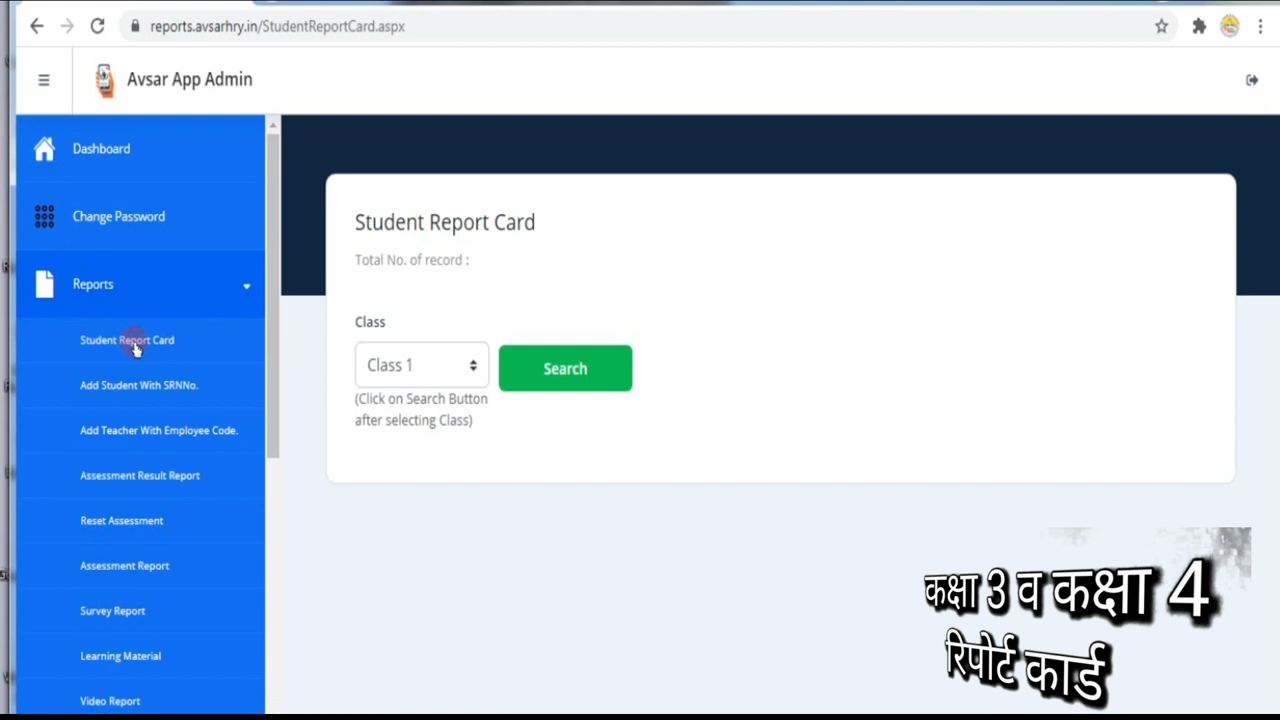 reports.avsarhry.in/StudentReportCard.aspx
Avsar App Admin
Dashboard
Change Password
Reports
Student Report Card
Add Student With SRNNo.
Add Teacher With Employee Code.
Assessment Result Report
Reset Assessment
Assessment Report
Survey Report
Learning Material
Video Report
Student Report Card
Total No. of record :
Class
Class 1
Search
(Click on Search Button
after selecting Class)
कक्षा 3 व कक्षा 4
रिपोर्ट कार्ड